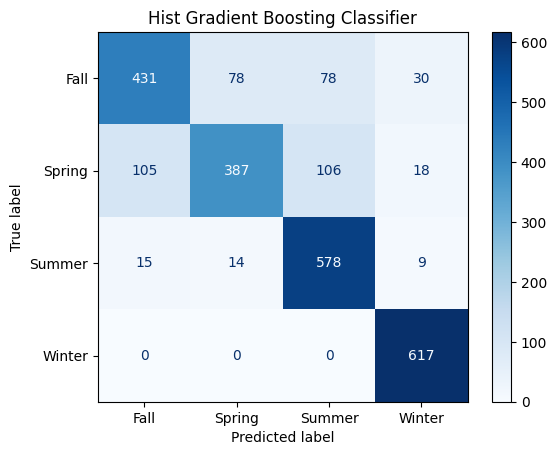 Hist Gradient Boosting Classifier
Fall 431 78 78 30
Spring 105 387 106 18
Summer 15 14 578 9
Winter 0 0 0 617
Fall Spring Summer Winter
Predicted label
True label
600
500
400
300
200
100
0